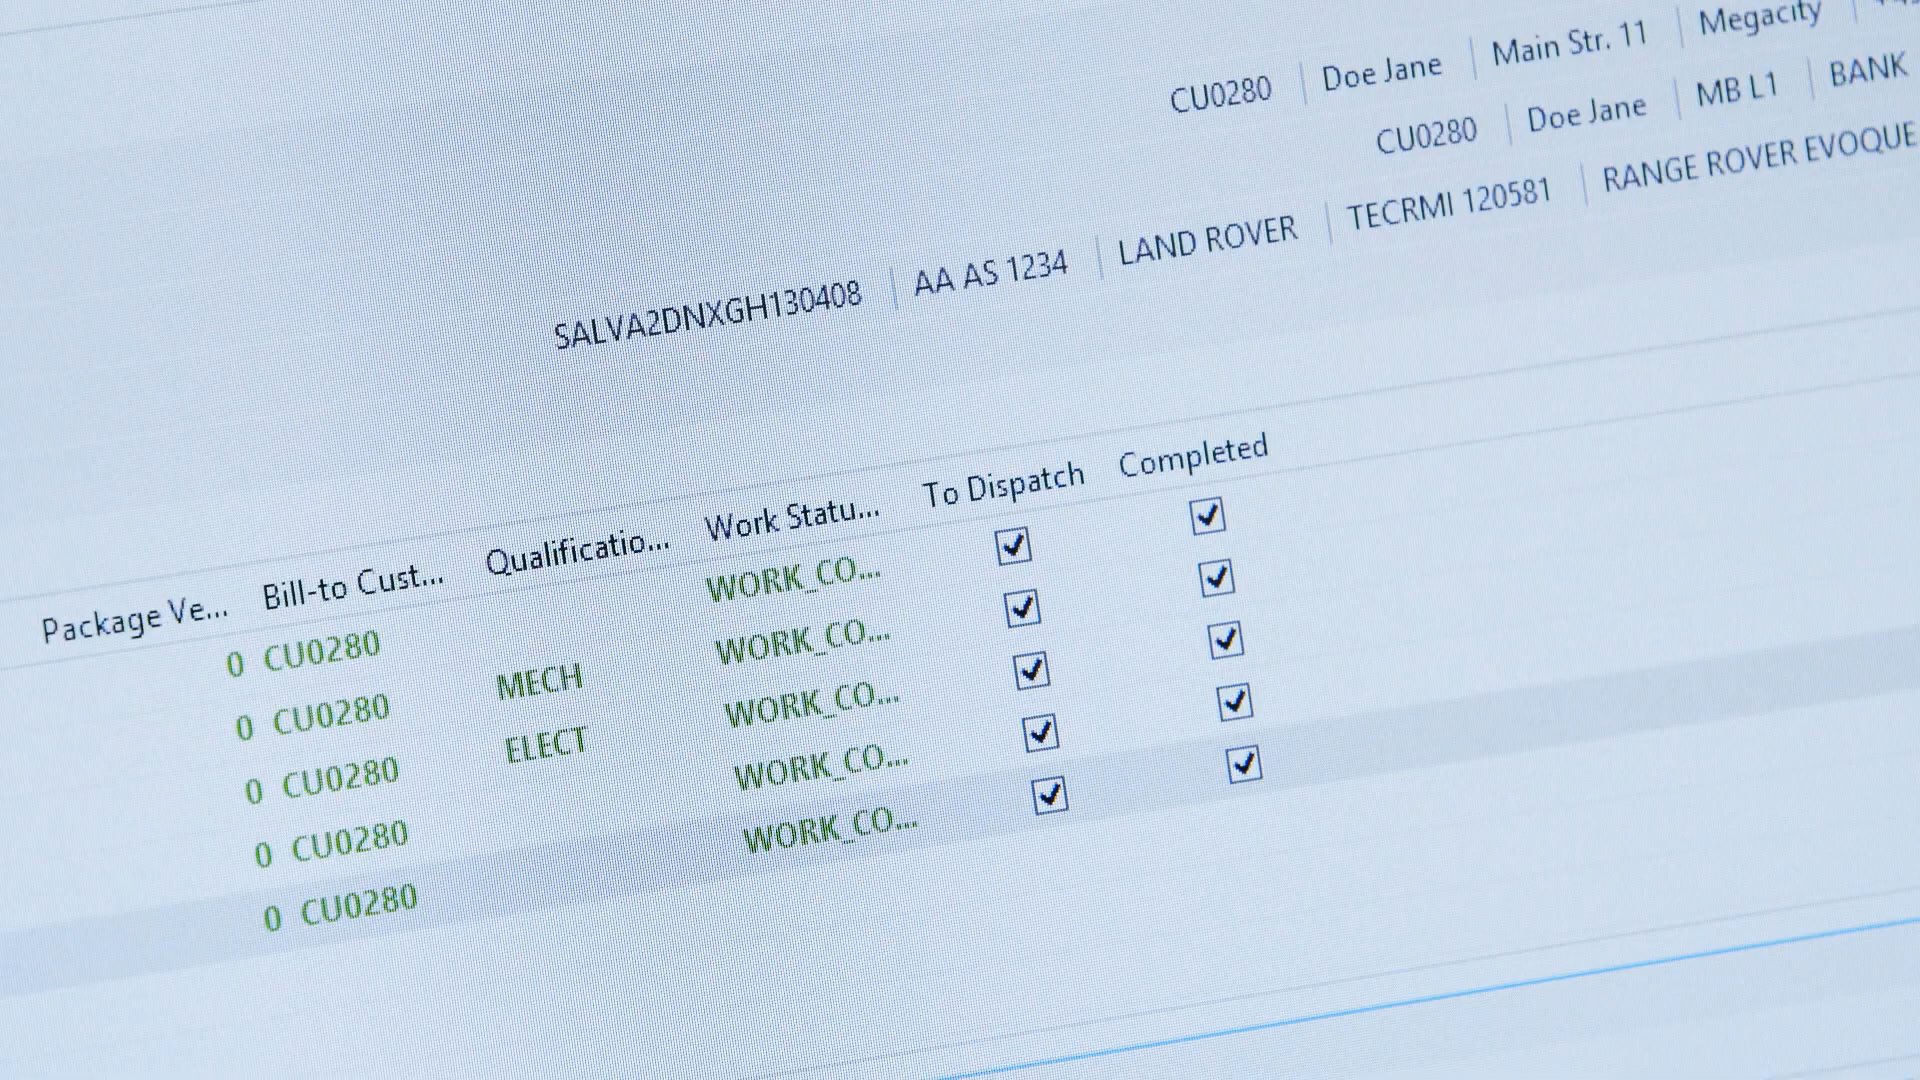 CU0280 Doe Jane Main Str. 11 Megacity
CU0280 Doe Jane MB L1 BANK
SALVA2DNXGH130408 AA AS 1234 LAND ROVER TECRMI 120581 RANGE ROVER EVOQUE
Package Ve... Bill-to Cust... Qualificatio... Work Statu... To Dispatch Completed
0 CU0280 WORK_CO...
0 CU0280 MECH WORK_CO...
0 CU0280 ELECT WORK_CO...
0 CU0280 WORK_CO...
0 CU0280 WORK_CO...